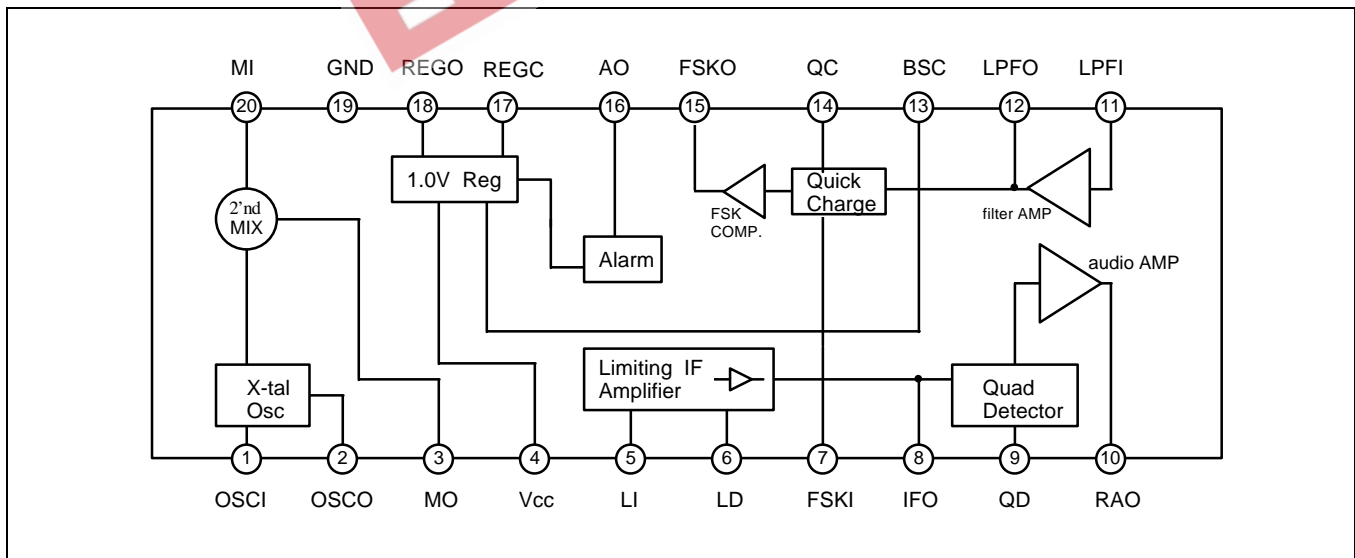 MI GND REGO REGC AO FSKO QC BSC LPFO LPFI
20 19 18 17 16 15 14 13 12 11
1.0V Reg
Quick
Charge
2'nd
MIX
FSK
COMP.
filter AMP
Alarm
audio AMP
Limiting IF
Amplifier
X-tal
Osc
Quad
Detector
1 2 3 4 5 6 7 8 9 10
OSCI OSCO MO Vcc LI LD FSKI IFO QD RAO